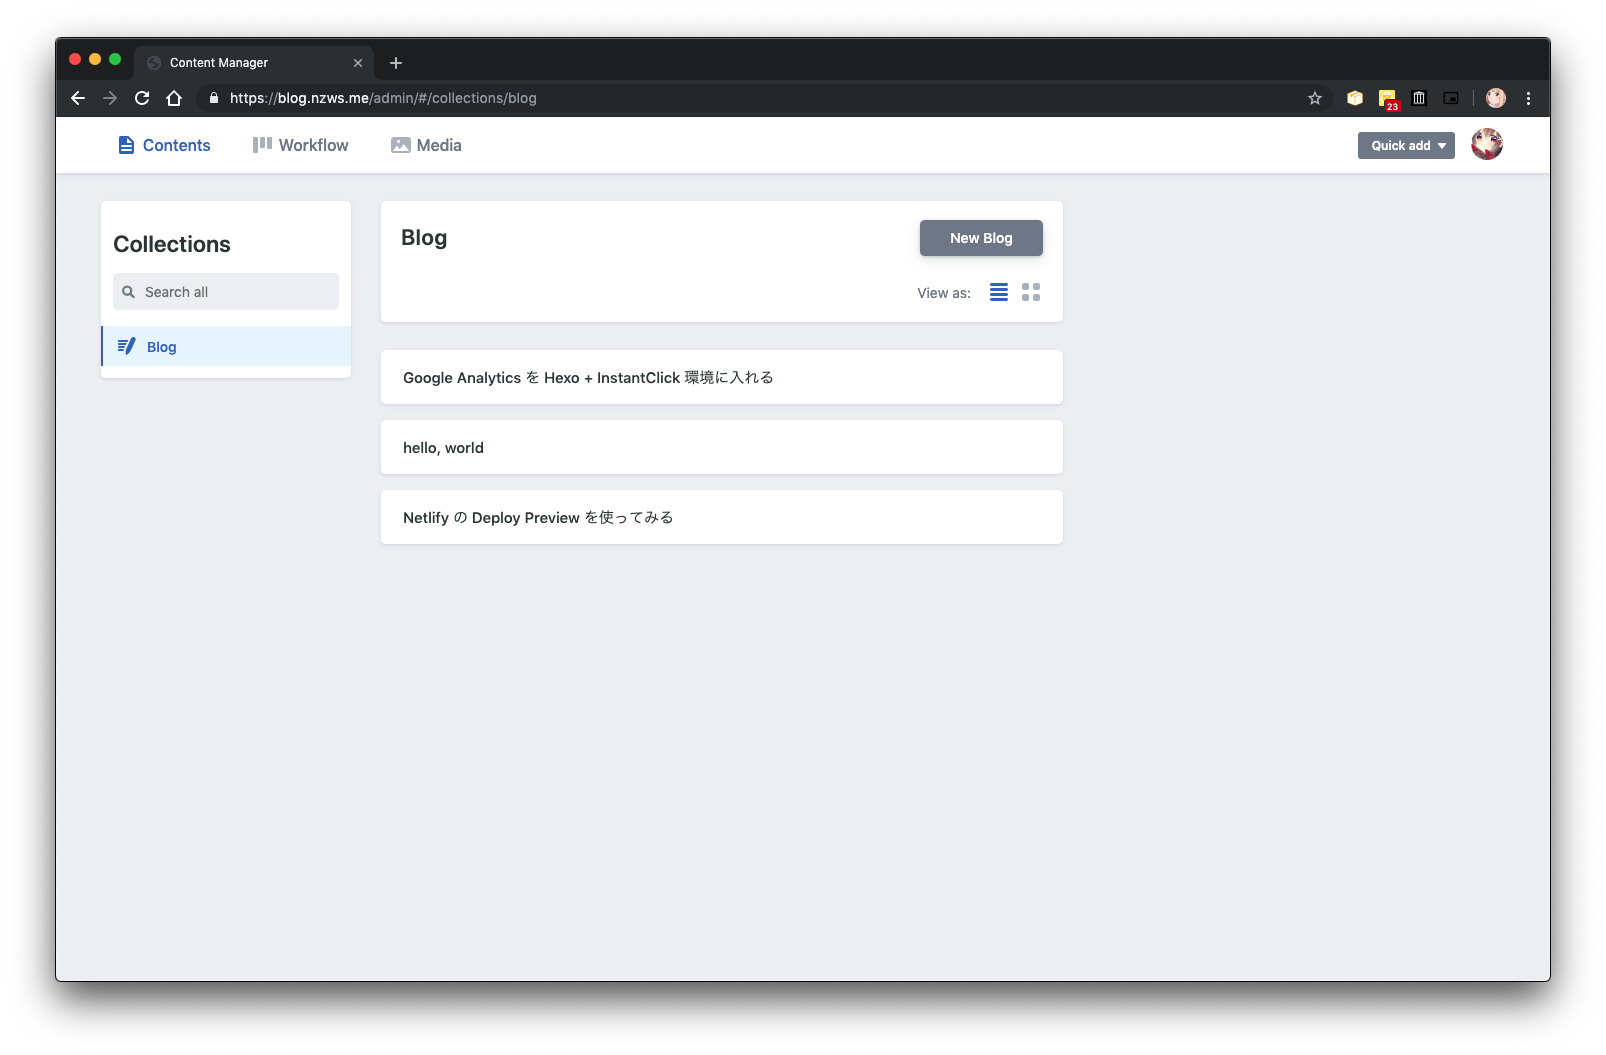 Content Manager
https://blog.nzws.me/admin/#/collections/blog
23
Contents
Workflow
Media
Quick add
Collections
Search all
Blog
Blog
New Blog
View as:
Google Analytics を Hexo + InstantClick 環境に入れる
hello, world
Netlify の Deploy Preview を使ってみる